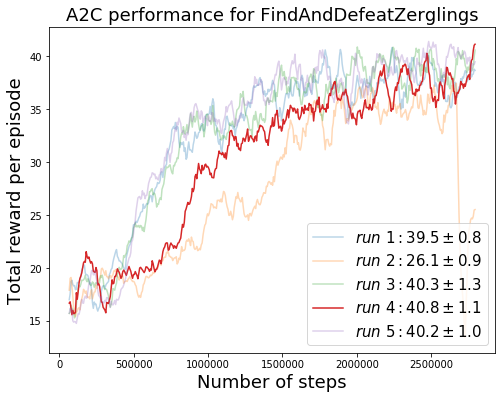 A2C performance for FindAndDefeatZerglings
Total reward per episode
40
35
30
25
20
15
run 1: 39.5 ± 0.8
run 2: 26.1 ± 0.9
run 3: 40.3 ± 1.3
run 4: 40.8 ± 1.1
run 5: 40.2 ± 1.0
0 500000 1000000 1500000 2000000 2500000
Number of steps